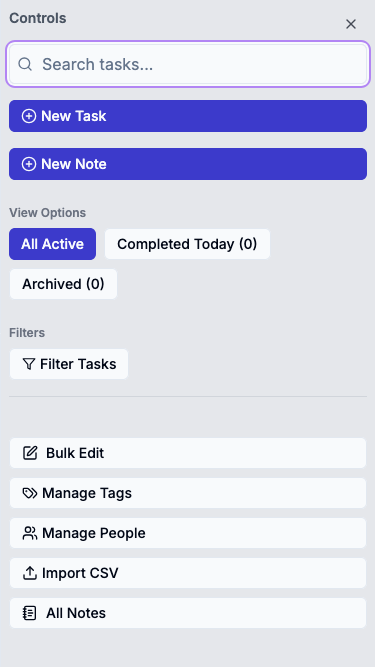 Controls
Search tasks...
New Task
New Note
View Options
All Active
Completed Today (0)
Archived (0)
Filters
Filter Tasks
Bulk Edit
Manage Tags
Manage People
Import CSV
All Notes